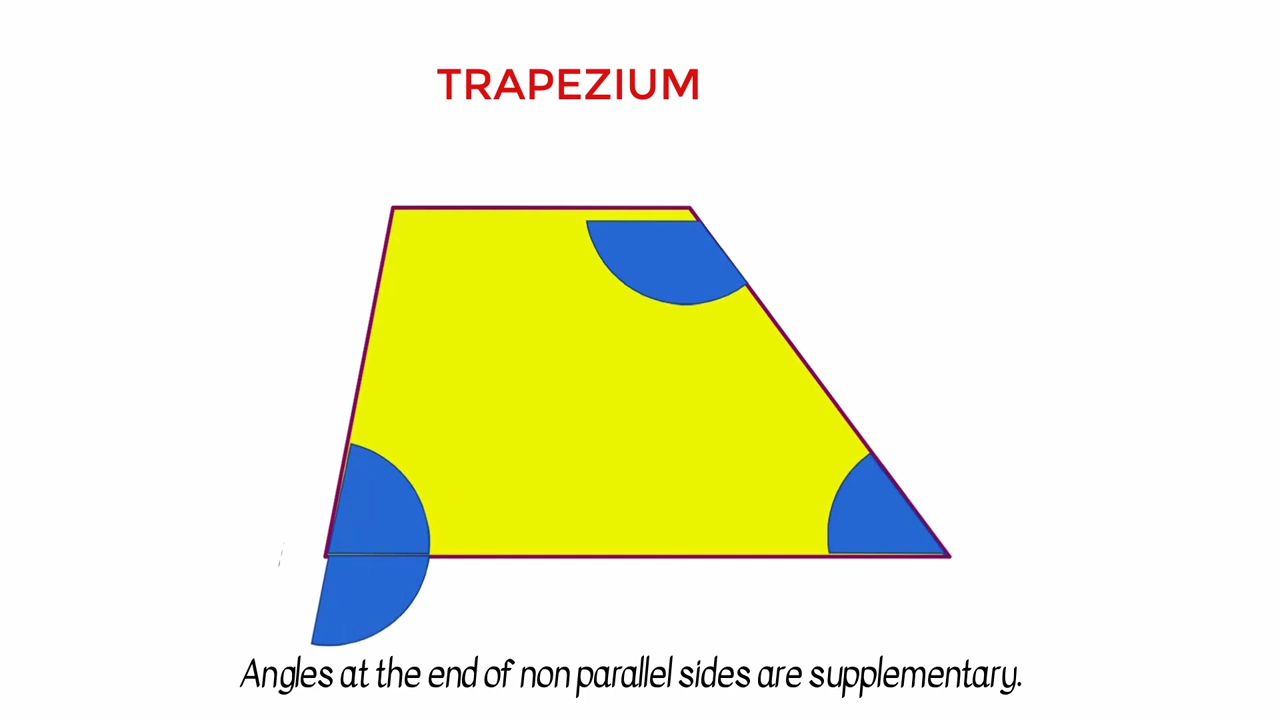 TRAPEZIUM
Angles at the end of non parallel sides are supplementary.